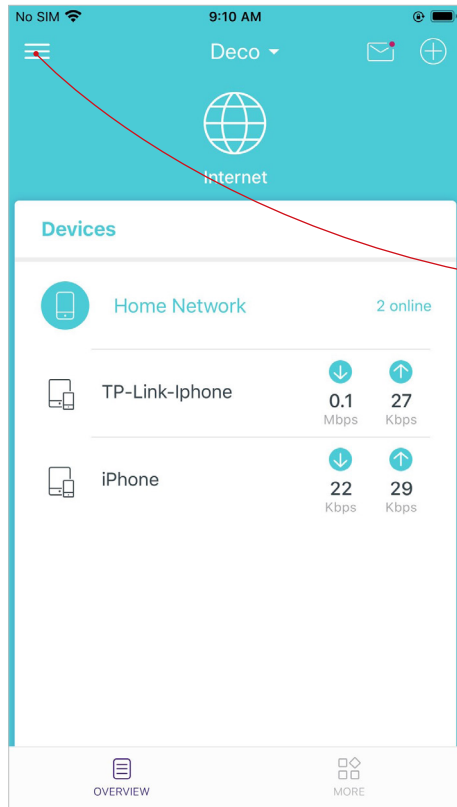 No SIM 9:10 AM
Deco
Internet
Devices
Home Network 2 online
TP-Link-Iphone 0.1 27
Mbps Kbps
iPhone 22 29
Kbps Kbps
OVERVIEW MORE